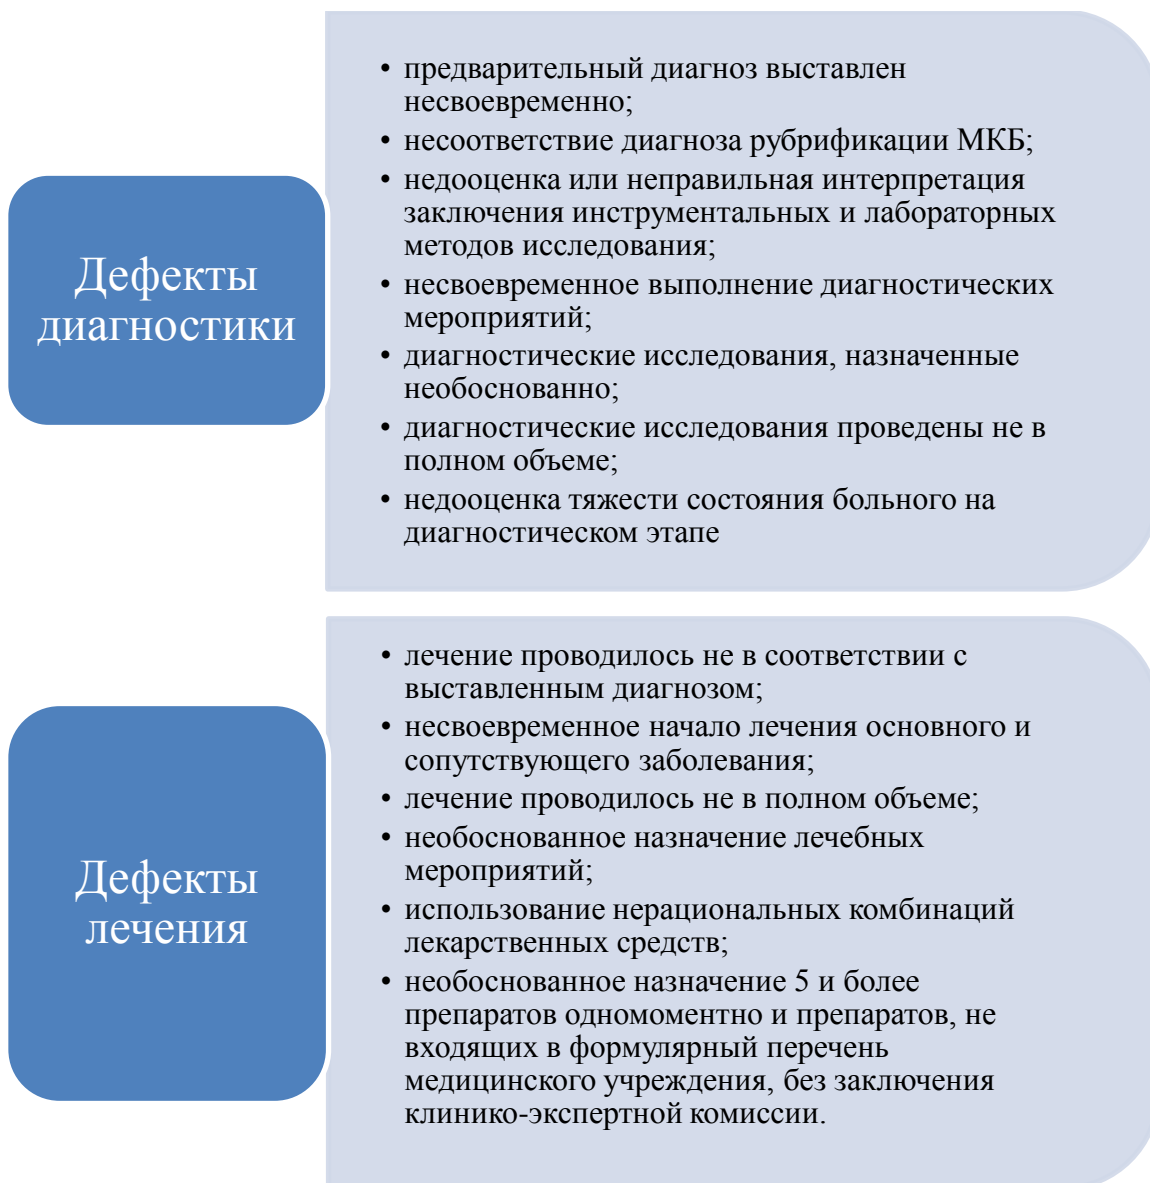 Дефекты
диагностики
• предварительный диагноз выставлен
несвоевременно;
• несоответствие диагноза рубрификации МКБ;
• недооценка или неправильная интерпретация
заключения инструментальных и лабораторных
методов исследования;
• несвоевременное выполнение диагностических
мероприятий;
• диагностические исследования, назначенные
необоснованно;
• диагностические исследования проведены не в
полном объеме;
• недооценка тяжести состояния больного на
диагностическом этапе
Дефекты
лечения
• лечение проводилось не в соответствии с
выставленным диагнозом;
• несвоевременное начало лечения основного и
сопутствующего заболевания;
• лечение проводилось не в полном объеме;
• необоснованное назначение лечебных
мероприятий;
• использование нерациональных комбинаций
лекарственных средств;
• необоснованное назначение 5 и более
препаратов одномоментно и препаратов, не
входящих в формулярный перечень
медицинского учреждения, без заключения
клинико-экспертной комиссии.